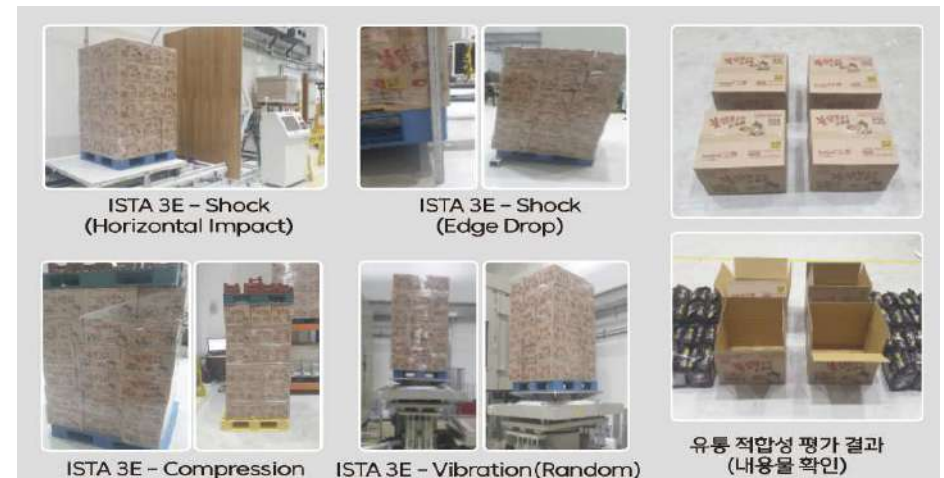 ISTA 3E – Shock
(Horizontal Impact)
ISTA 3E – Shock
(Edge Drop)
ISTA 3E – Compression
ISTA 3E – Vibration(Random)
유통 적합성 평가 결과
(내용물 확인)